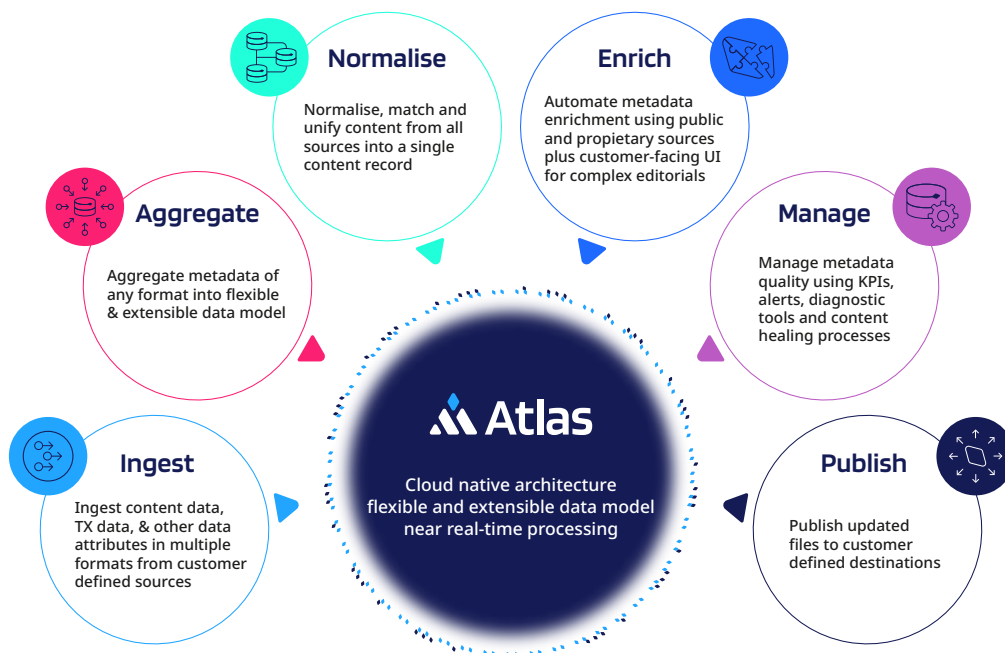 Normalise
Normalise, match and
unify content from all
sources into a single
content record
Enrich
Automate metadata
enrichment using public
and propietary sources
plus customer-facing UI
for complex editorials
Aggregate
Aggregate metadata of
any format into flexible
& extensible data model
Manage
Manage metadata
quality using KPIs,
alerts, diagnostic
tools and content
healing processes
Atlas
Cloud native architecture
flexible and extensible data model
near real-time processing
Ingest
Ingest content data,
TX data, & other data
attributes in multiple
formats from customer
defined sources
Publish
Publish updated
files to customer
defined destinations